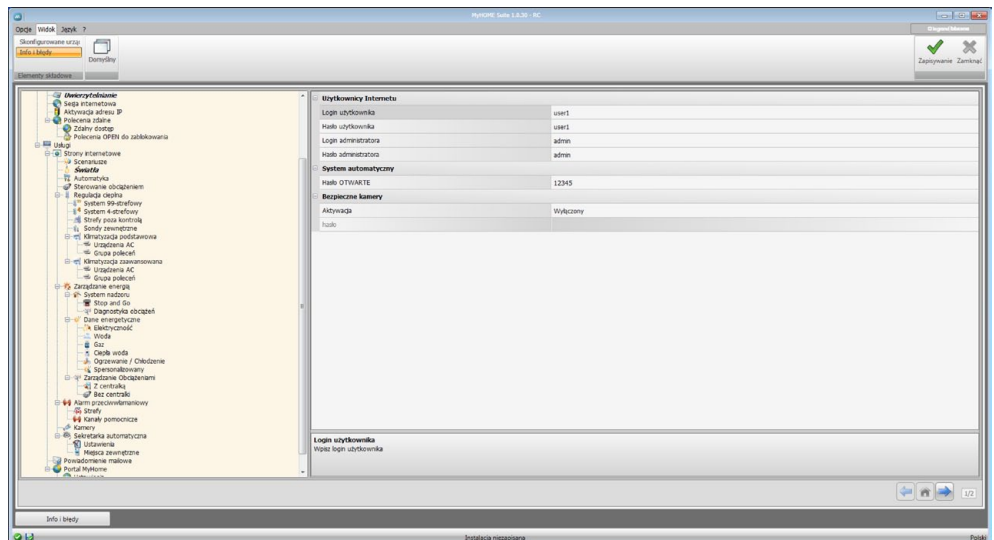 MyHOME Suite 1.0.30 - RC
Opcje Widok Język ?
Skonfigurowane urzą
Info i błędy
Domyślny
Zapisywanie Zamknąć
Elementy składowe
Uwierzytelnianie
Sesja internetowa
Aktywacja adresu IP
Polecenia zdalne
Zdalny dostęp
Polecenia OPEN do zablokowania
Usługi
Strony internetowe
Scenariusze
Światła
Automatyka
Sterowanie obciążeniem
Regulacja cieplna
System 99-strefowy
System 4-strefowy
Strefy poza kontrolą
Sondy zewnętrzne
Klimatyzacja podstawowa
Urządzenia AC
Grupa poleceń
Klimatyzacja zaawansowana
Urządzenia AC
Grupa poleceń
Zarządzanie energią
System nadzoru
Stop and Go
Diagnostyka obciążeń
Dane energetyczne
Elektryczność
Woda
Gaz
Ciepła woda
Ogrzewanie / Chłodzenie
Spersonalizowany
Zarządzanie Obciążeniami
Z centralką
Bez centralki
Alarm przeciwwłamaniowy
Strefy
Kanały pomocnicze
Kamery
Sekretarka automatyczna
Ustawienia
Miejsca zewnętrzne
Powiadomienie mailowe
Portal MyHome
Użytkownicy Internetu
Login użytkownika user1
Hasło użytkownika user1
Login administratora admin
Hasło administratora admin
System automatyczny
Hasło OTWARTE 12345
Bezpieczne kamery
Aktywacja Wyłączony
hasło
Login użytkownika
Wpisz login użytkownika
1/2
Info i błędy
Instalacja niezapisana
Polski